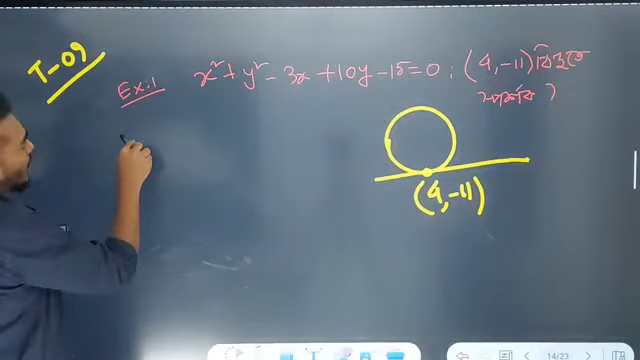 T-09
Ex.1 x² + y² - 3x + 10y - 15 = 0 ; (4, -11) বিন্দুতে
স্পর্শক ?
(4, -11)
14/23